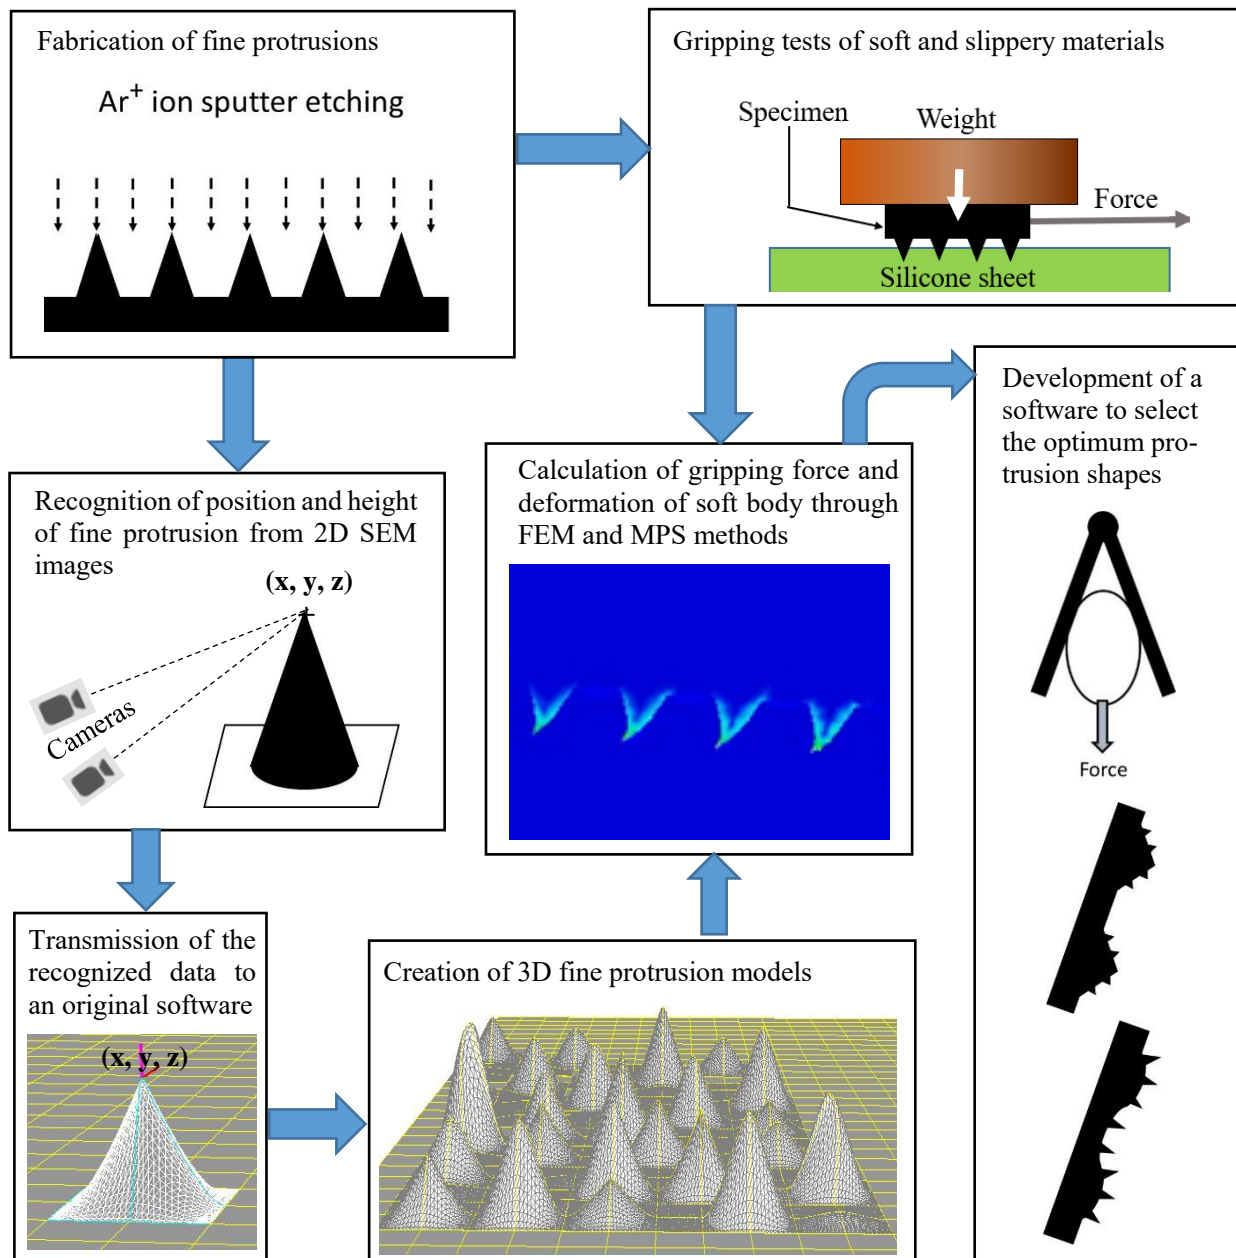 Fabrication of fine protrusions
Ar+ ion sputter etching
Gripping tests of soft and slippery materials
Specimen
Weight
Force
Silicone sheet
Recognition of position and height
of fine protrusion from 2D SEM
images
(x, y, z)
Cameras
Calculation of gripping force and
deformation of soft body through
FEM and MPS methods
Development of a
software to select
the optimum pro-
trusion shapes
Force
Transmission of the
recognized data to
an original software
(x, y, z)
Creation of 3D fine protrusion models